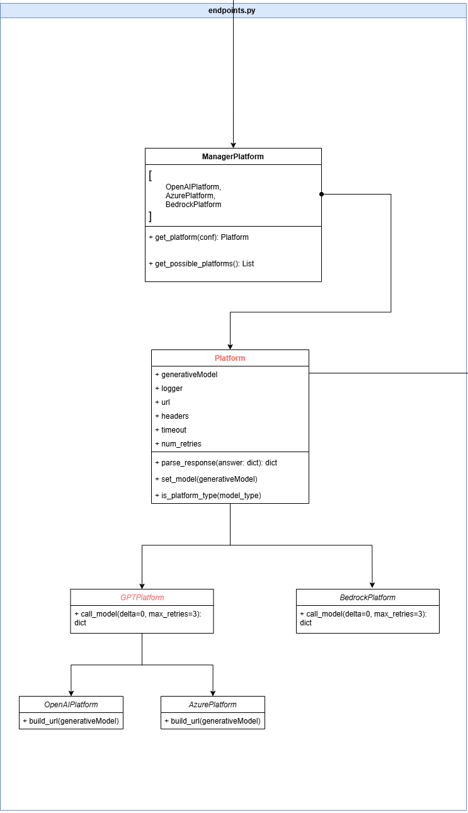 endpoints.py
ManagerPlatform
[
OpenAIPlatform,
AzurePlatform,
BedrockPlatform
]
+ get_platform(conf): Platform
+ get_possible_platforms(): List
Platform
+ generativeModel
+ logger
+ url
+ headers
+ timeout
+ num_retries
+ parse_response(answer: dict): dict
+ set_model(generativeModel)
+ is_platform_type(model_type)
GPTPlatform
+ call_model(delta=0, max_retries=3):
dict
BedrockPlatform
+ call_model(delta=0, max_retries=3):
dict
OpenAIPlatform
+ build_url(generativeModel)
AzurePlatform
+ build_url(generativeModel)